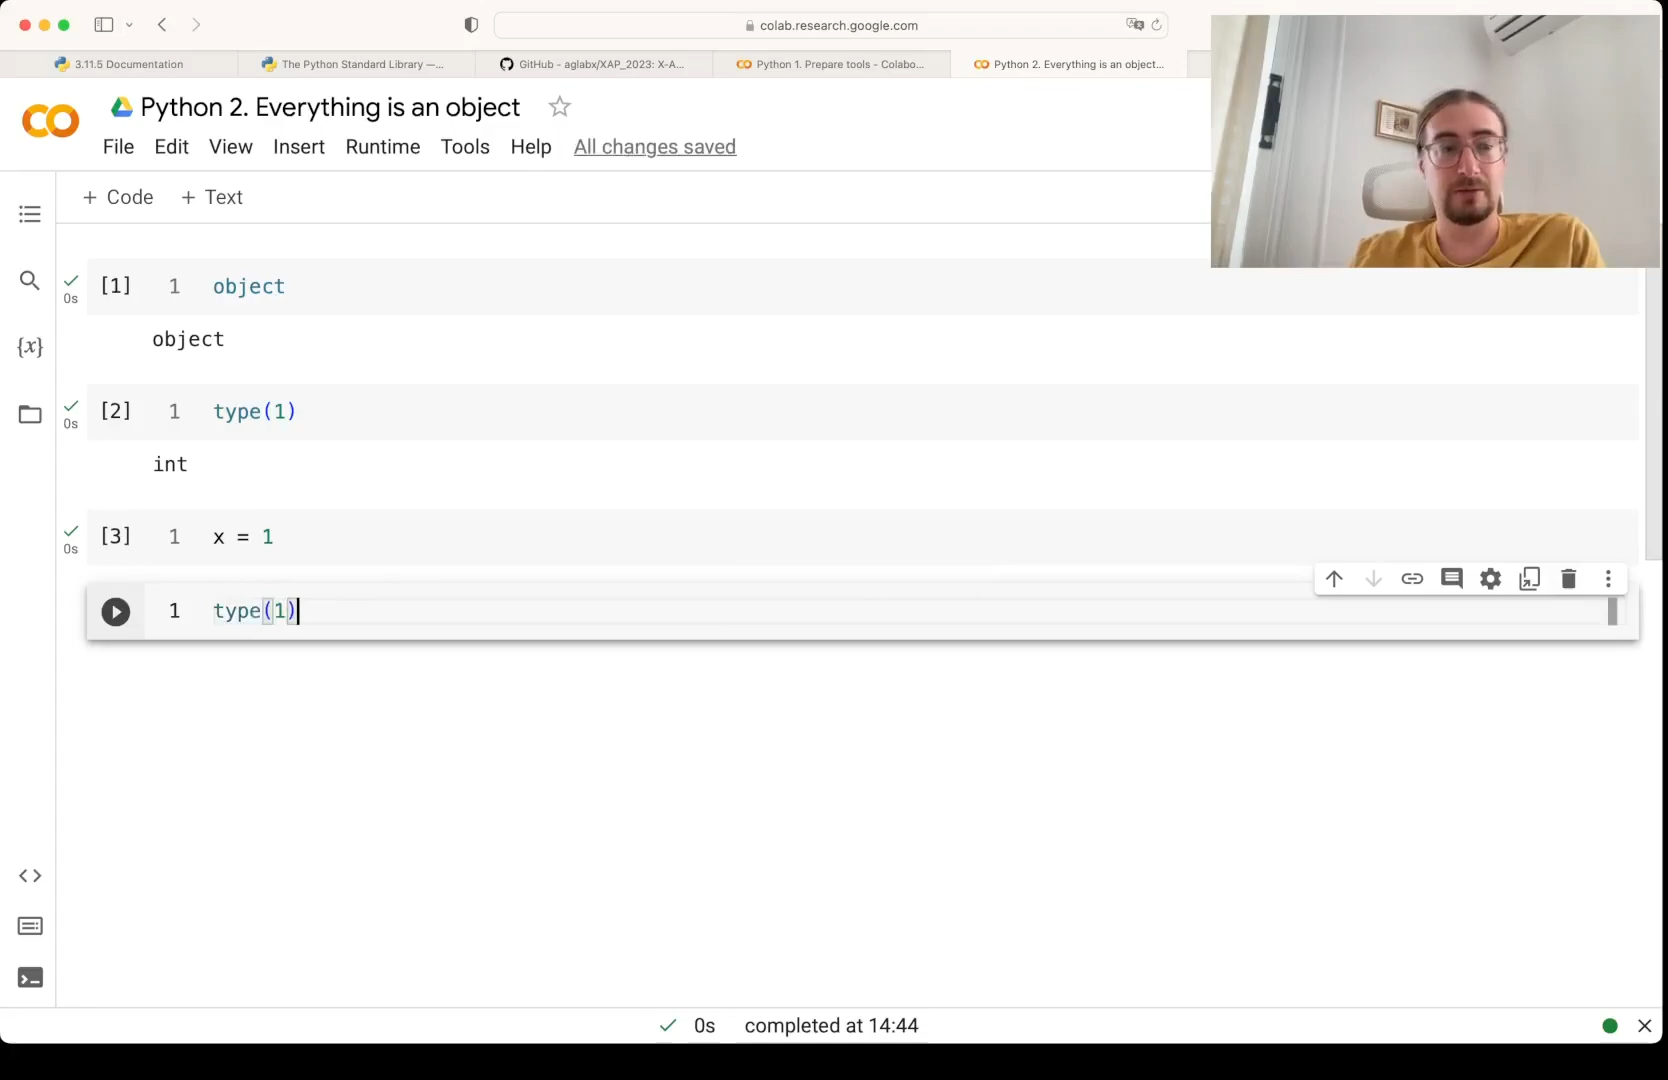 colab.research.google.com
3.11.5 Documentation
The Python Standard Library —...
GitHub - aglabx/XAP_2023: X-A...
Python 1. Prepare tools - Colabo...
Python 2. Everything is an object...
Python 2. Everything is an object
File Edit View Insert Runtime Tools Help All changes saved
+ Code + Text
[1] 1 object
0s
object
[2] 1 type(1)
0s
int
[3] 1 x = 1
0s
1 type(1)
{x}
0s completed at 14:44